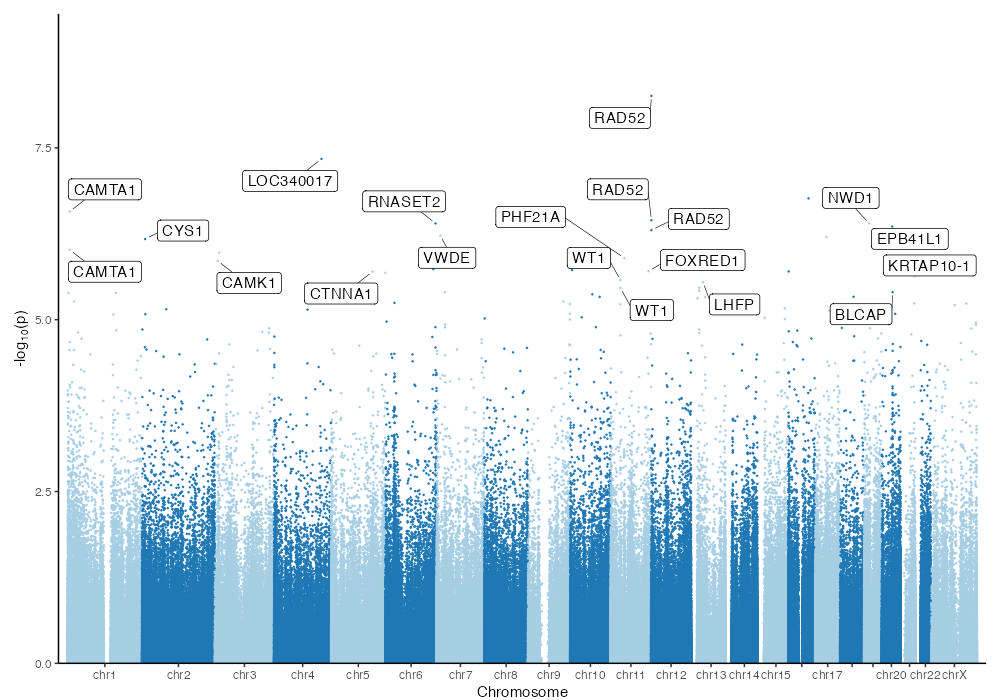 RAD52
7.5
LOC340017
CAMTA1
RAD52
NWD1
RNASET2
PHF21A
RAD52
CYS1
EPB41L1
CAMTA1
VWDE
WT1
FOXRED1
KRTAP10-1
CAMK1
CTNNA1
LHFP
WT1
BLCAP
5.0
-log10(p)
2.5
0.0
chr1 chr2 chr3 chr4 chr5 chr6 chr7 chr8 chr9 chr10 chr11 chr12 chr13 chr14 chr15 chr17 chr20 chr22 chrX
Chromosome